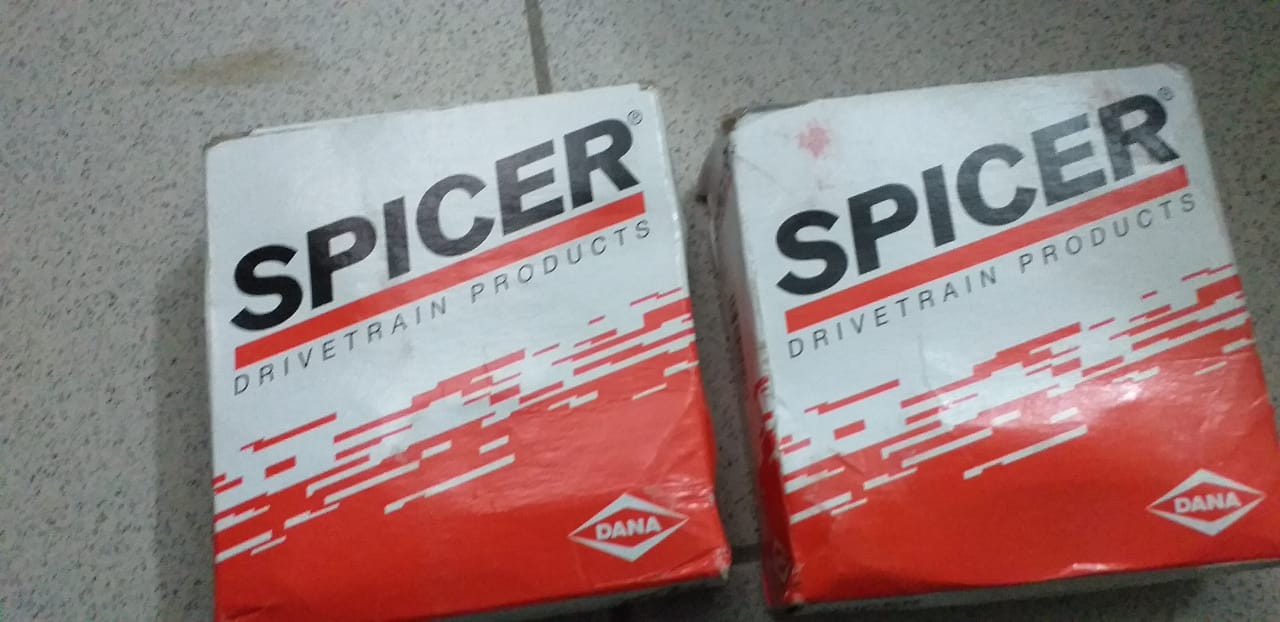 SPICER®
DRIVETRAIN PRODUCTS
DANA
SPICER®
DRIVETRAIN PRODUCTS
DANA